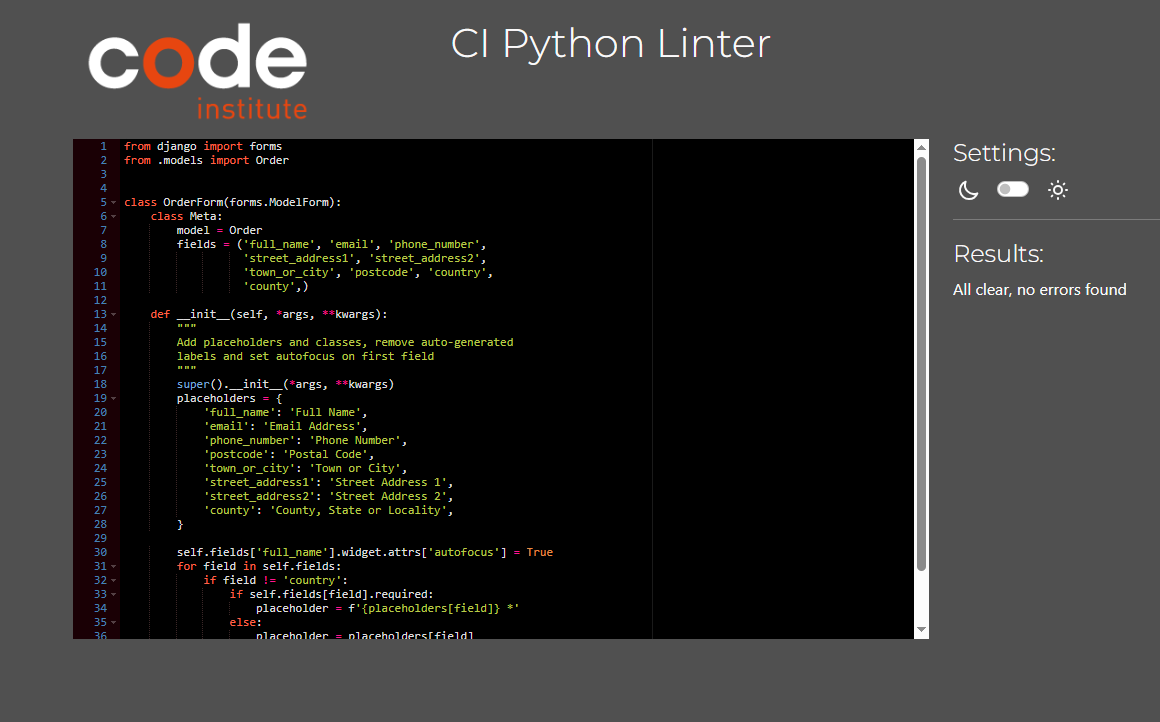 code
institute
CI Python Linter
1 from django import forms
2 from .models import Order
3
4
5 class OrderForm(forms.ModelForm):
6     class Meta:
7         model = Order
8         fields = ('full_name', 'email', 'phone_number',
9                   'street_address1', 'street_address2',
10                   'town_or_city', 'postcode', 'country',
11                   'county',)
12
13     def __init__(self, *args, **kwargs):
14         """
15         Add placeholders and classes, remove auto-generated
16         labels and set autofocus on first field
17         """
18         super().__init__(*args, **kwargs)
19         placeholders = {
20             'full_name': 'Full Name',
21             'email': 'Email Address',
22             'phone_number': 'Phone Number',
23             'postcode': 'Postal Code',
24             'town_or_city': 'Town or City',
25             'street_address1': 'Street Address 1',
26             'street_address2': 'Street Address 2',
27             'county': 'County, State or Locality',
28         }
29
30         self.fields['full_name'].widget.attrs['autofocus'] = True
31         for field in self.fields:
32             if field != 'country':
33                 if self.fields[field].required:
34                     placeholder = f'{placeholders[field]} *'
35                 else:
36                     placeholder = placeholders[field]
Settings:
Results:
All clear, no errors found